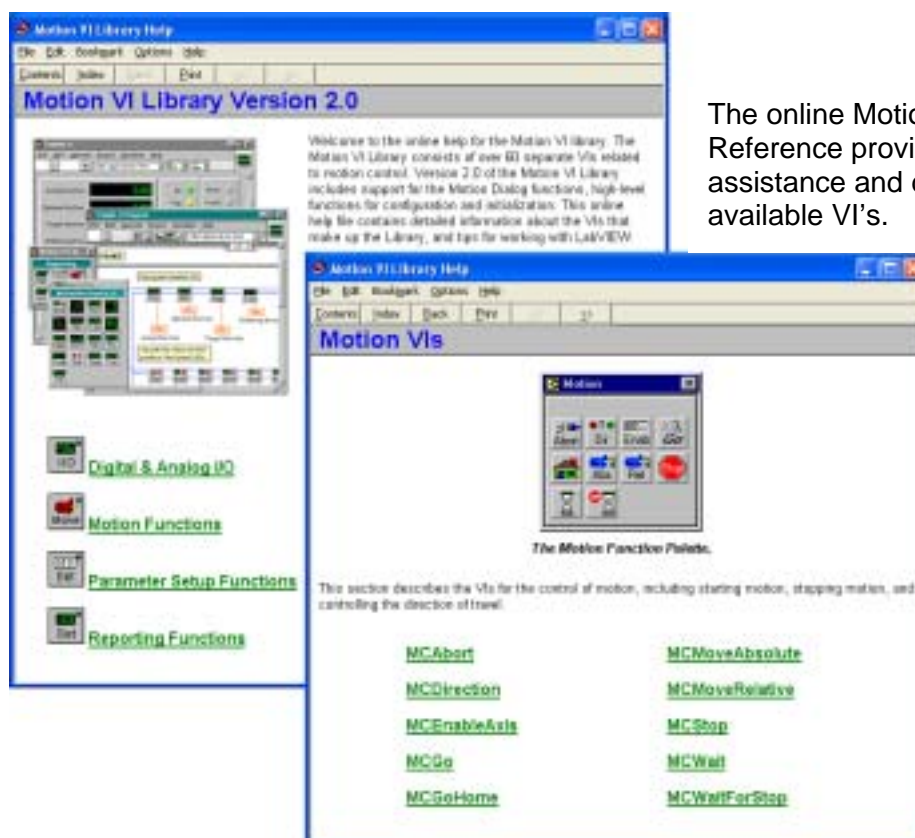 Motion VI Library Help
File Edit Bookmark Options Help
Contents Index Print
Motion VI Library Version 2.0
Welcome to the online help for the Motion VI library. The
Motion VI Library consists of over 60 separate VIs related
to motion control. Version 2.0 of the Motion VI Library
includes support for the Motion Dialog functions, high-level
functions for configuration and initialization. This online
help file contains detailed information about the VIs that
make up the Library, and tips for working with LabVIEW
Digital & Analog I/O
Motion Functions
Parameter Setup Functions
Reporting Functions
The online Motio
Reference provi
assistance and
available VI's.
Motion VI Library Help
File Edit Bookmark Options Help
Contents Index Back Print
Motion VIs
Motion
The Motion Function Palette.
This section describes the VIs for the control of motion, including starting motion, stopping motion, and
controlling the direction of travel.
MCAbort
MCDirection
MCEnableAxis
MCGo
MCGoHome
MCMoveAbsolute
MCMoveRelative
MCStop
MCWait
MCWaitForStop